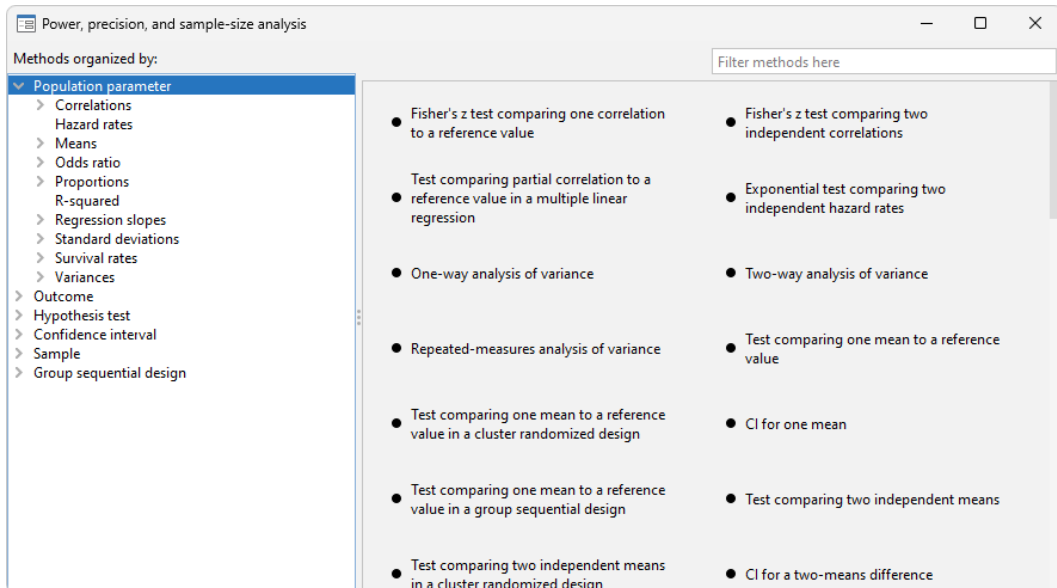 Power, precision, and sample-size analysis
Methods organized by:
Filter methods here
Population parameter
Correlations
Hazard rates
Means
Odds ratio
Proportions
R-squared
Regression slopes
Standard deviations
Survival rates
Variances
Outcome
Hypothesis test
Confidence interval
Sample
Group sequential design
Fisher's z test comparing one correlation
to a reference value
Fisher's z test comparing two
independent correlations
Test comparing partial correlation to a
reference value in a multiple linear
regression
Exponential test comparing two
independent hazard rates
One-way analysis of variance
Two-way analysis of variance
Repeated-measures analysis of variance
Test comparing one mean to a reference
value
Test comparing one mean to a reference
value in a cluster randomized design
CI for one mean
Test comparing one mean to a reference
value in a group sequential design
Test comparing two independent means
Test comparing two independent means
in a cluster randomized design
CI for a two-means difference